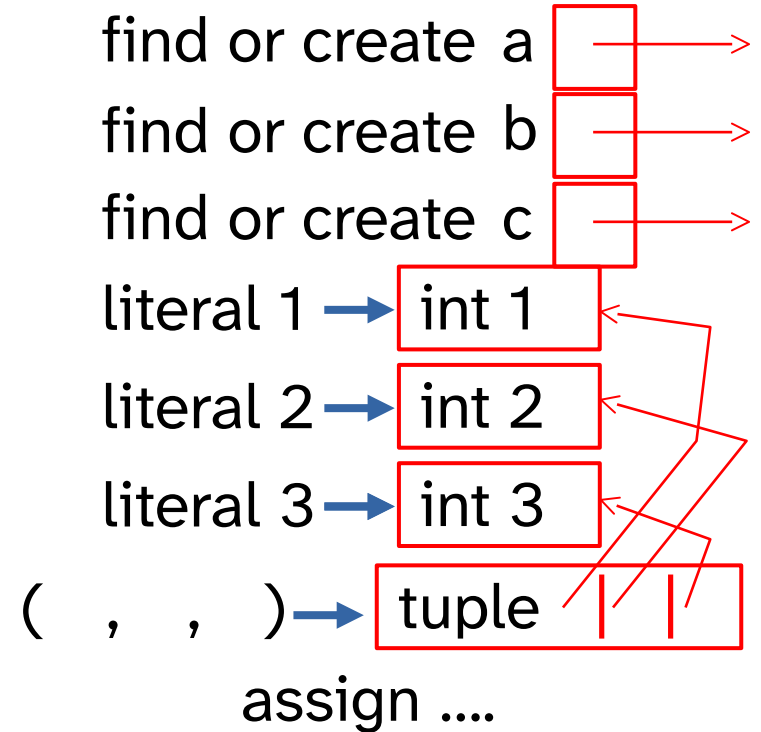 find or create a
find or create b
find or create c
literal 1 int 1
literal 2 int 2
literal 3 int 3
( , , ) tuple
assign ....